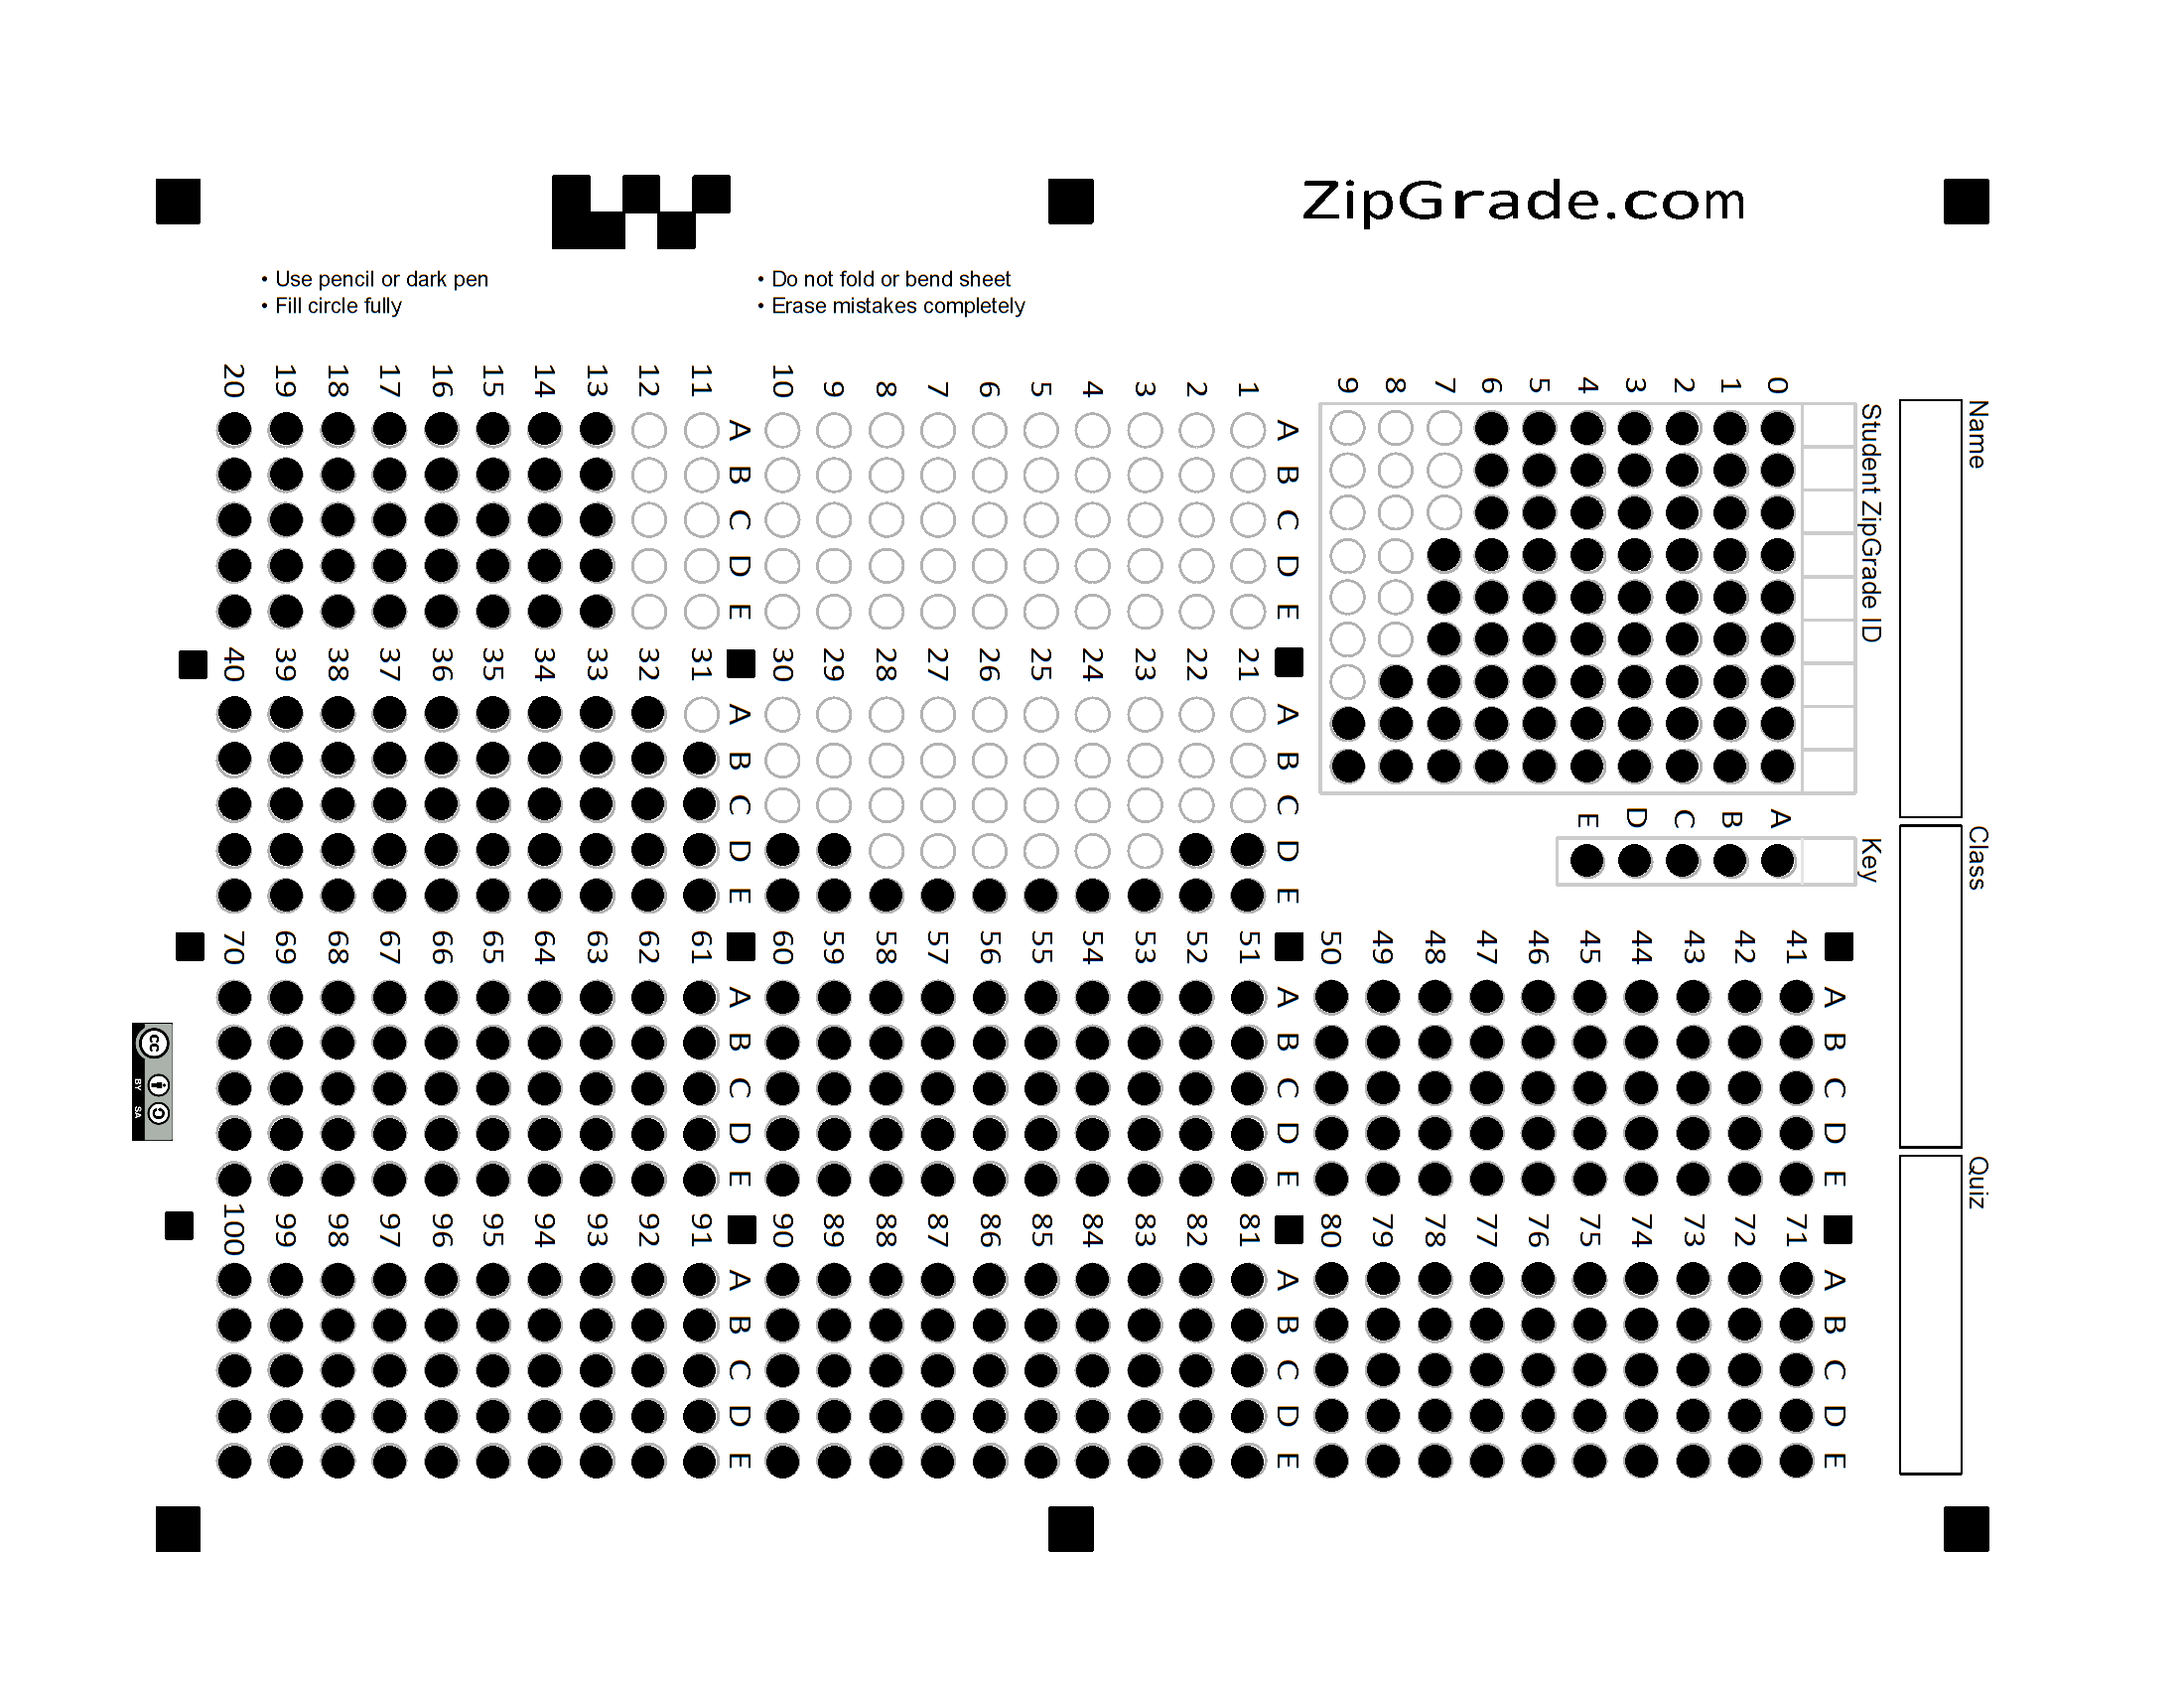 ZipGrade.com
• Use pencil or dark pen
• Fill circle fully
• Do not fold or bend sheet
• Erase mistakes completely
Name
Class
Quiz
Student ZipGrade ID
0 1 2 3 4 5 6 7 8 9
Key
A B C D E
1 2 3 4 5 6 7 8 9 10
A B C D E
11 12 13 14 15 16 17 18 19 20
A B C D E
21 22 23 24 25 26 27 28 29 30
A B C D E
31 32 33 34 35 36 37 38 39 40
A B C D E
41 42 43 44 45 46 47 48 49 50
A B C D E
51 52 53 54 55 56 57 58 59 60
A B C D E
61 62 63 64 65 66 67 68 69 70
A B C D E
71 72 73 74 75 76 77 78 79 80
A B C D E
81 82 83 84 85 86 87 88 89 90
A B C D E
91 92 93 94 95 96 97 98 99 100
A B C D E
cc
BY SA